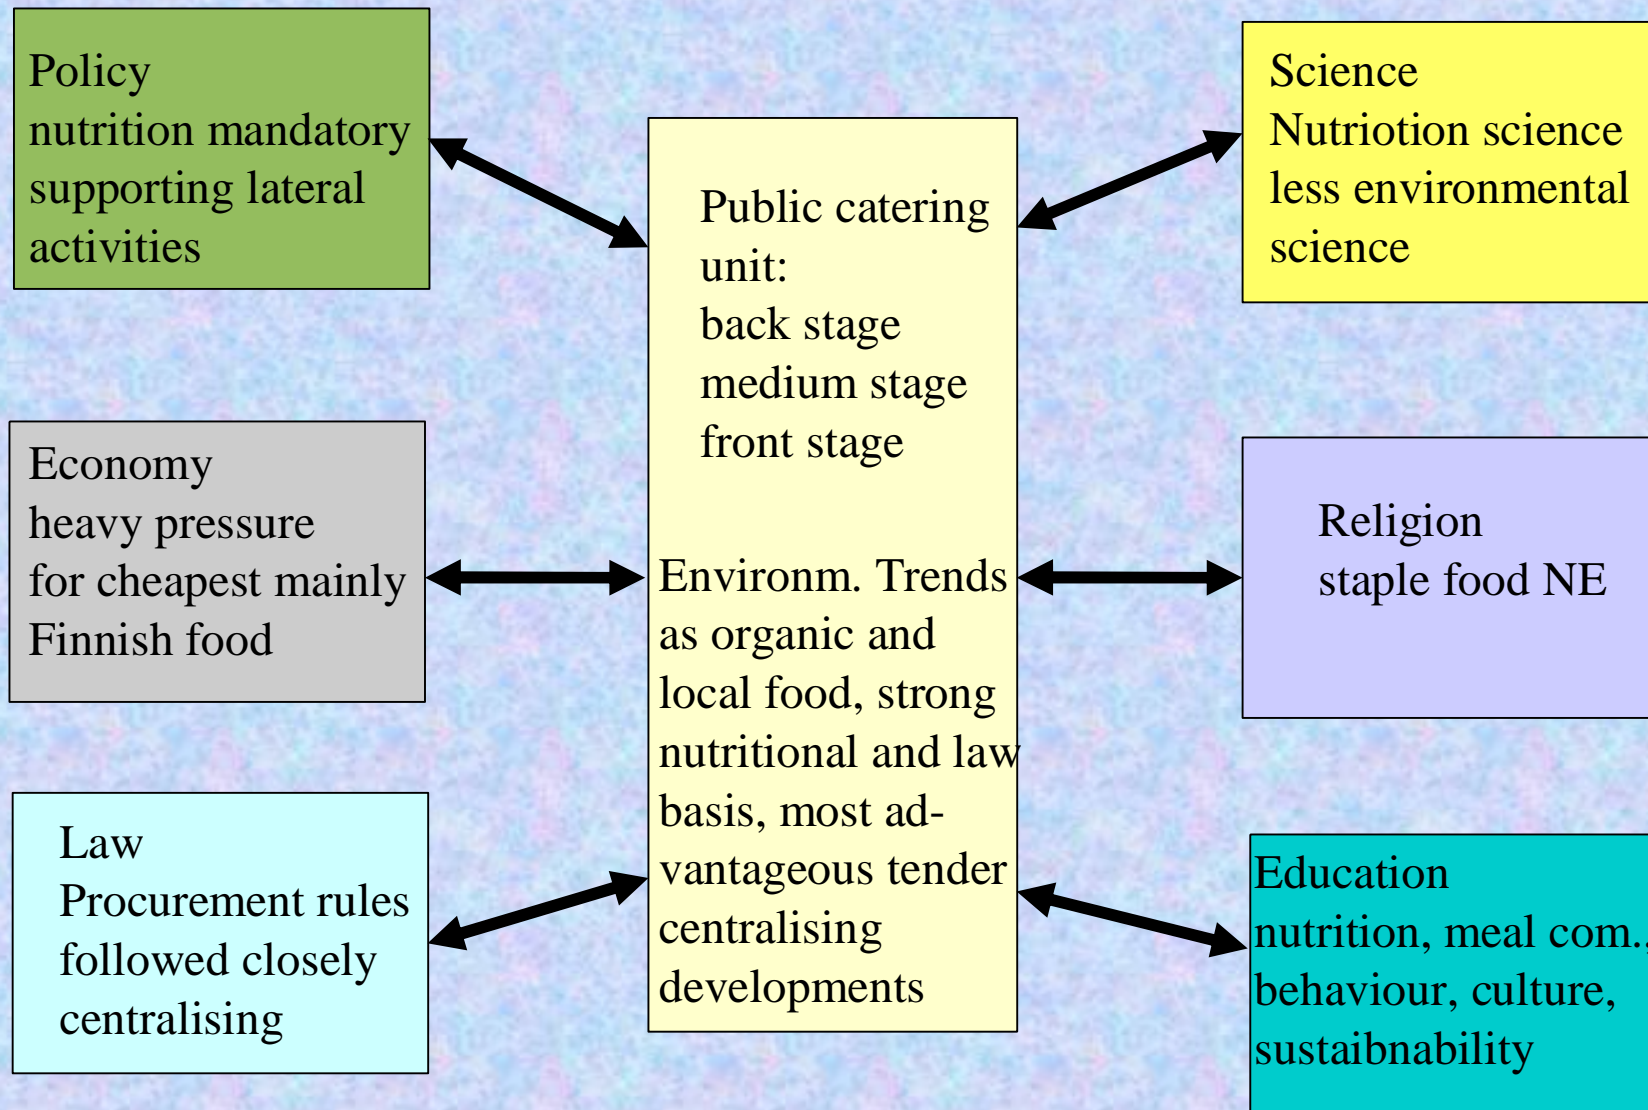 Policy
nutrition mandatory
supporting lateral
activities
Economy
heavy pressure
for cheapest mainly
Finnish food
Law
Procurement rules
followed closely
centralising
Public catering
unit:
back stage
medium stage
front stage
Environm. Trends
as organic and
local food, strong
nutritional and law
basis, most ad-
vantageous tender
centralising
developments
Science
Nutriotion science
less environmental
science
Religion
staple food NE
Education
nutrition, meal com.,
behaviour, culture,
sustaibnability